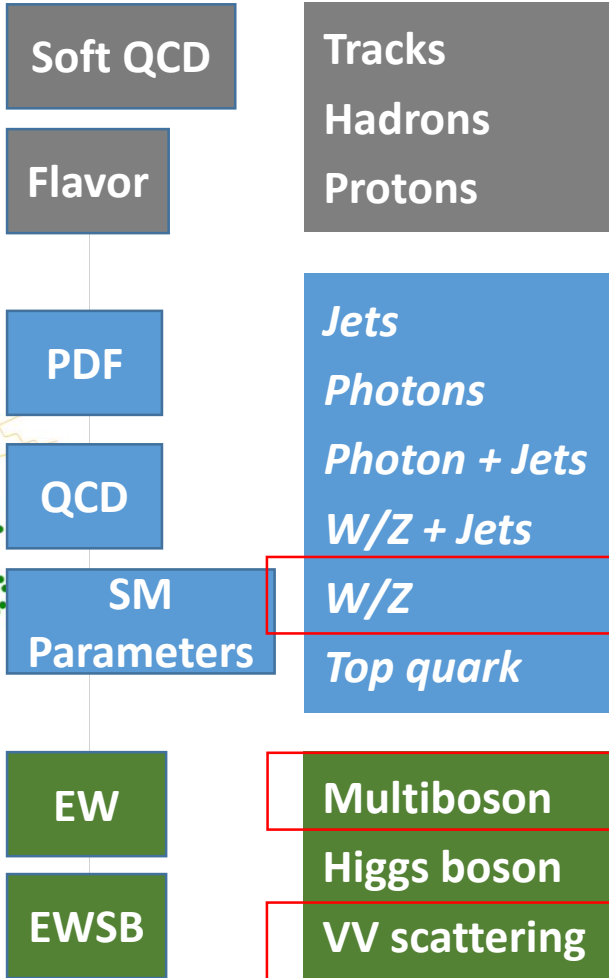 Soft QCD
Flavor
Tracks
Hadrons
Protons
PDF
QCD
SM
Parameters
Jets
Photons
Photon + Jets
W/Z + Jets
W/Z
Top quark
EW
EWSB
Multiboson
Higgs boson
VV scattering